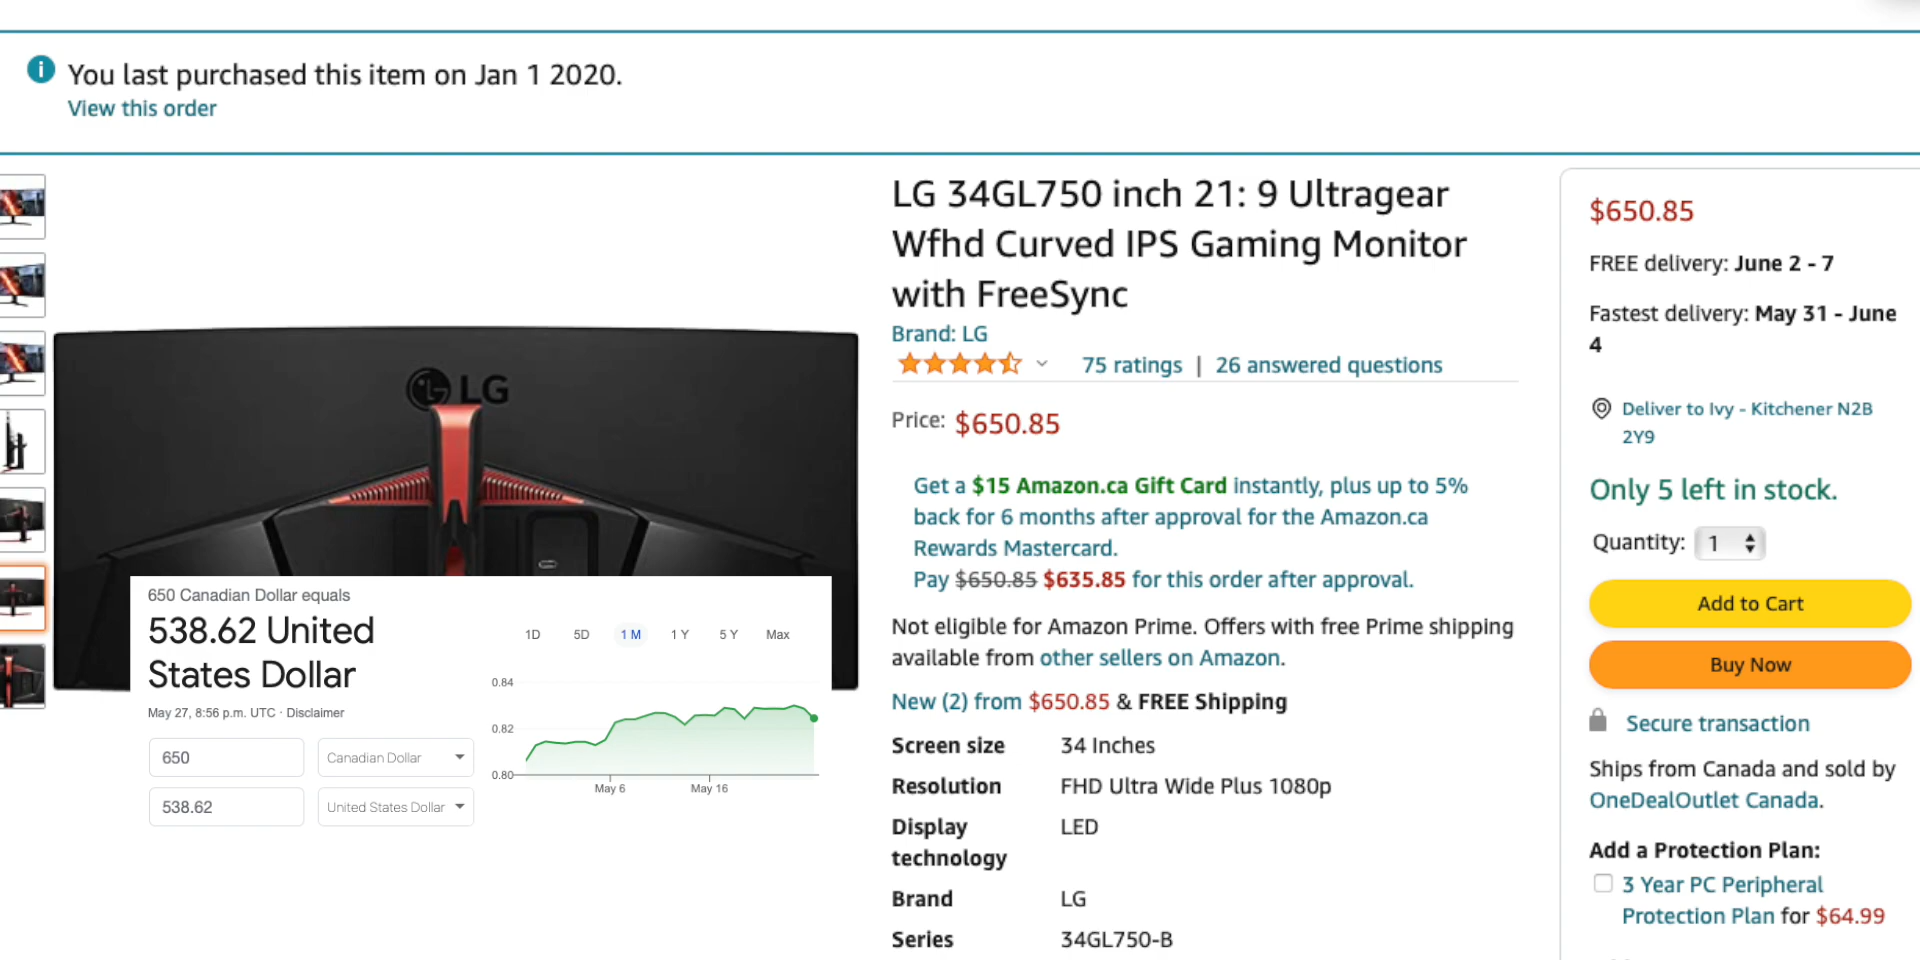 You last purchased this item on Jan 1 2020.
View this order
LG
LG 34GL750 inch 21: 9 Ultragear
Wfhd Curved IPS Gaming Monitor
with FreeSync
Brand: LG
75 ratings | 26 answered questions
Price: $650.85
Get a $15 Amazon.ca Gift Card instantly, plus up to 5%
back for 6 months after approval for the Amazon.ca
Rewards Mastercard.
Pay $650.85 $635.85 for this order after approval.
Not eligible for Amazon Prime. Offers with free Prime shipping
available from other sellers on Amazon.
New (2) from $650.85 & FREE Shipping
Screen size 34 Inches
Resolution FHD Ultra Wide Plus 1080p
Display LED
technology
Brand LG
Series 34GL750-B
650 Canadian Dollar equals
538.62 United
States Dollar
May 27, 8:56 p.m. UTC · Disclaimer
650 Canadian Dollar
538.62 United States Dollar
1D 5D 1 M 1 Y 5 Y Max
0.84
0.82
0.80
May 6 May 16
$650.85
FREE delivery: June 2 - 7
Fastest delivery: May 31 - June
4
Deliver to Ivy - Kitchener N2B
2Y9
Only 5 left in stock.
Quantity: 1
Add to Cart
Buy Now
Secure transaction
Ships from Canada and sold by
OneDealOutlet Canada.
Add a Protection Plan:
3 Year PC Peripheral
Protection Plan for $64.99